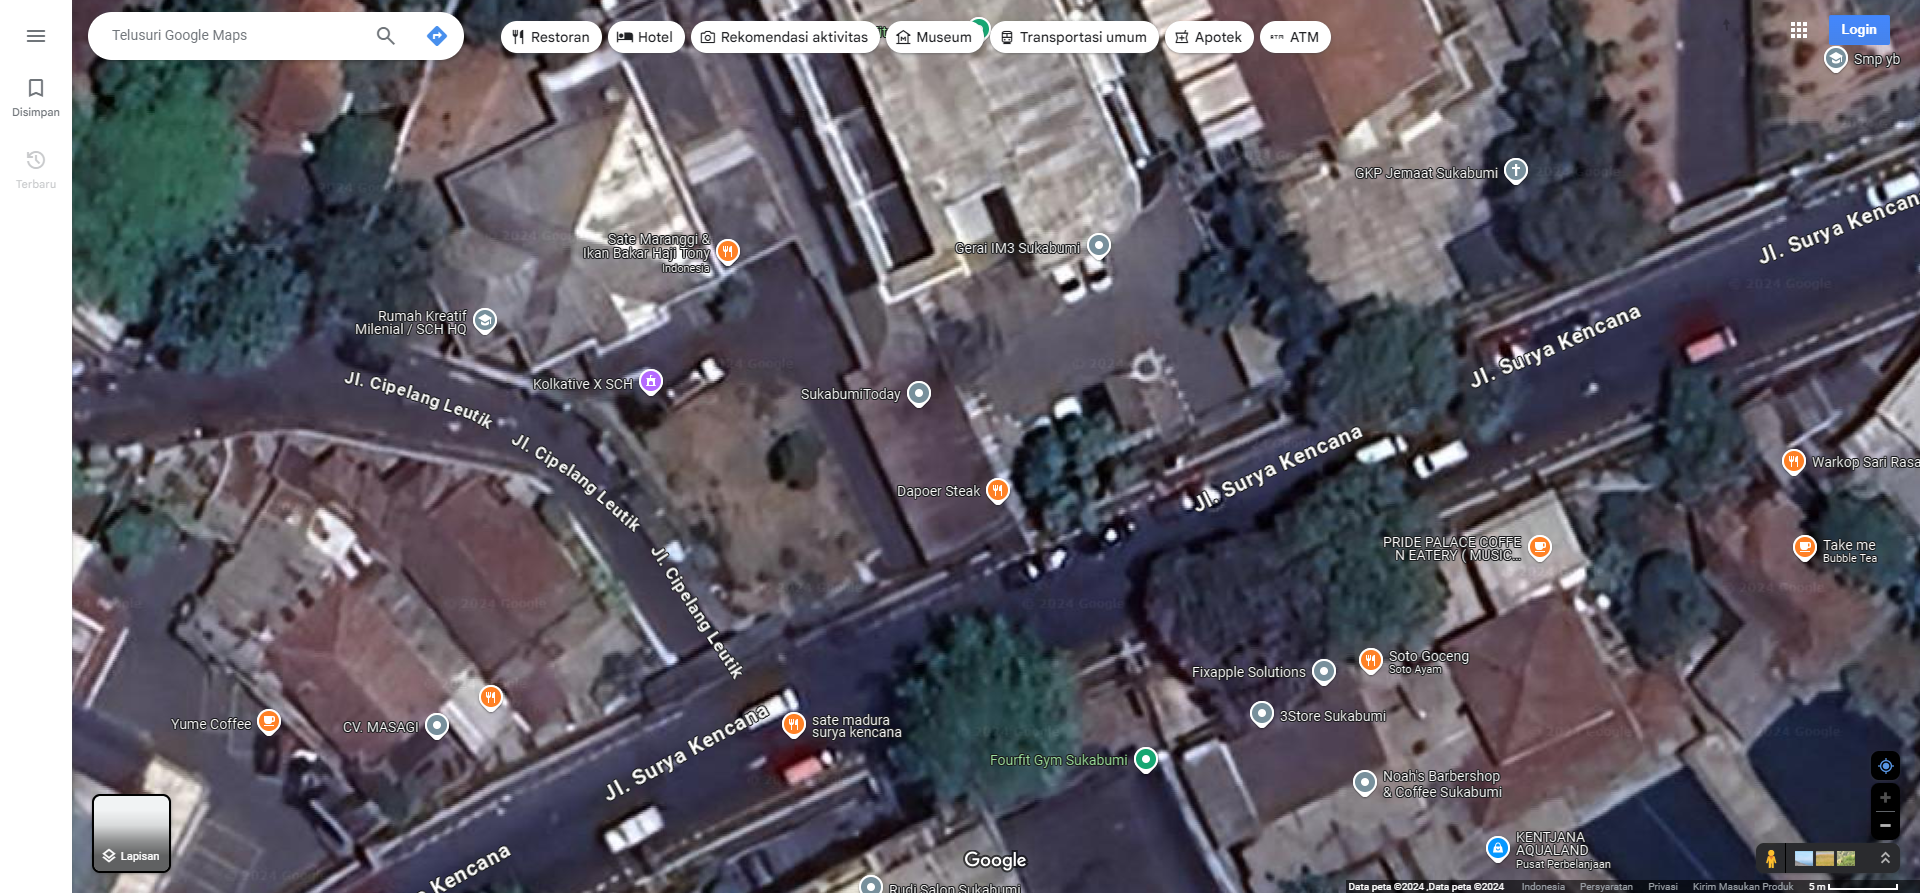 Telusuri Google Maps
Restoran
Hotel
Rekomendasi aktivitas
Museum
Transportasi umum
Apotek
ATM
Login
Disimpan
Terbaru
Smp yb
GKP Jemaat Sukabumi
Jl. Surya Kencan
Sate Maranggi &
Ikan Bakar Haji Tony
Indonesia
Gerai IM3 Sukabumi
Rumah Kreatif
Milenial / SCH HQ
Jl. Surya Kencana
Kolkative X SCH
SukabumiToday
Jl. Cipelang Leutik
Jl. Cipelang Leutik
Jl. Surya Kencana
Warkop Sari Rasa
Dapoer Steak
PRIDE PALACE COFFE
N EATERY ( MUSIC...
Take me
Bubble Tea
Jl. Cipelang Leutik
© 2024 Google
Soto Goceng
Soto Ayam
Fixapple Solutions
3Store Sukabumi
Yume Coffee
CV. MASAGI
sate madura
surya kencana
Jl. Surya Kencana
Fourfit Gym Sukabumi
Noah's Barbershop
& Coffee Sukabumi
KENTJANA
AQUALAND
Pusat Perbelanjaan
Lapisan
Kencana
Google
Rudi Salon Sukabumi
Data peta ©2024 ,Data peta ©2024
Indonesia
Persyaratan
Privasi
Kirim Masukan Produk
5 m